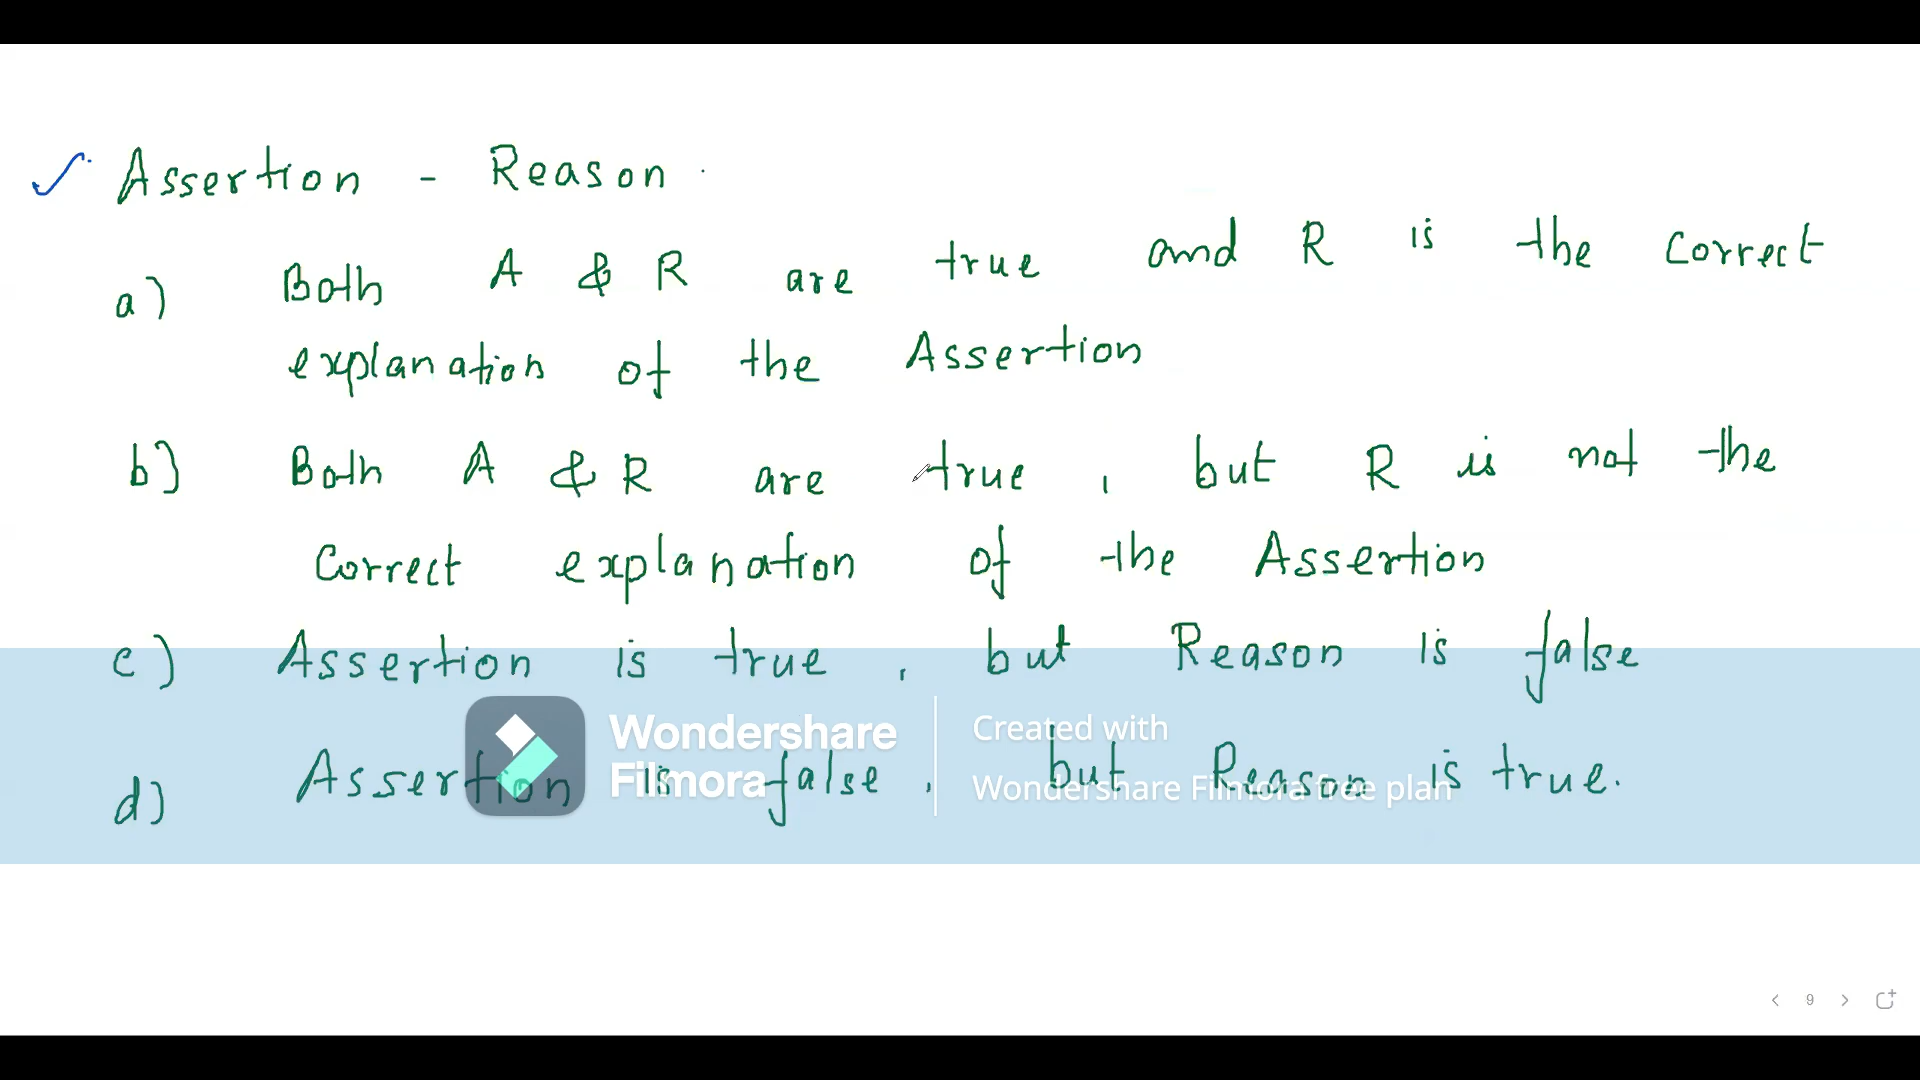 Assertion - Reason
a) Both A & R are true and R is the correct
explanation of the Assertion
b) Both A & R are true, but R is not the
correct explanation of the Assertion
c) Assertion is true, but Reason is false
d) Assertion is false, but Reason is true.
Wondershare
Filmora
Created with
Wondershare Filmora free plan
9